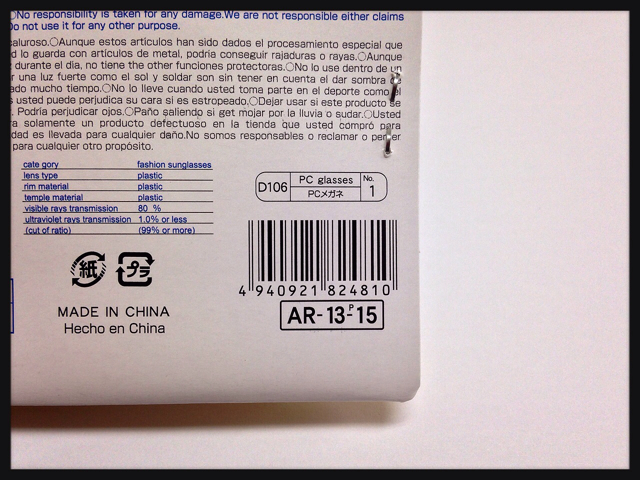 ○No responsibility is taken for any damage.We are not responsible either claims
Do not use it for any other purpose.
caluroso.○Aunque estos articulos han sido dados el procesamiento especial que
d lo guarda con articulos de metal, podria conseguir rajaduras o rayas.○Aunque
durante el dia, no tiene the other funciones protectoras.○No lo use dentro de un
r una luz fuerte como el sol y soldar son sin tener en cuenta el dar sombra
ado mucho tiempo.○No lo lleve cuando usted toma parte en el deporte como
s usted puede perjudica su cara si es estropeado.○Dejar usar si este producto se
. Podría perjudicar ojos.○Paño saliendo si get mojar por la lluvia o sudar.○Usted
ra solamente un producto defectuoso en la tienda que usted compró para
dad es llevada para cualquier daño.No somos responsables o reclamar o perder
para cualquier otro propósito.
cate gory fashion sunglasses
lens type plastic
rim material plastic
temple material plastic
visible rays transmission 80 %
ultraviolet rays transmission 1.0% or less
(cut of ratio) (99% or more)
D106 PC glasses PCメガネ No. 1
紙 プラ
4 940921 824810
MADE IN CHINA
Hecho en China
AR-13-P15